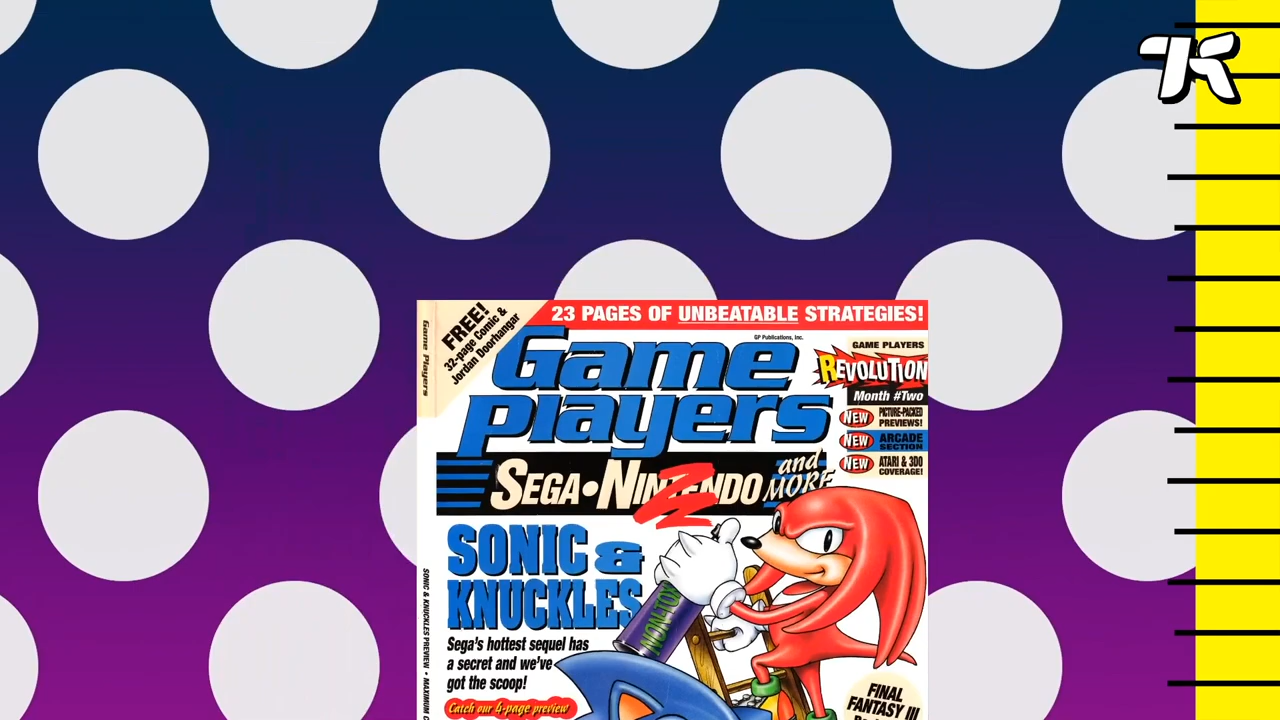 TK
FREE!
32-page Comic &
Jordan Doorhangar
23 PAGES OF UNBEATABLE STRATEGIES!
GP Publications, Inc.
Game
Players
GAME PLAYERS
REVOLUTION
Month #Two
NEW PICTURE-PACKED
PREVIEWS!
NEW ARCADE
SECTION
NEW ATARI & 3DO
COVERAGE!
SEGA•NINTENDO and
MORE
SONIC &
KNUCKLES
Sega's hottest sequel has
a secret and we've
got the scoop!
Catch our 4-page preview
NONTOX
FINAL
FANTASY III
Game Players
SONIC & KNUCKLES PREVIEW • MAXIMUM